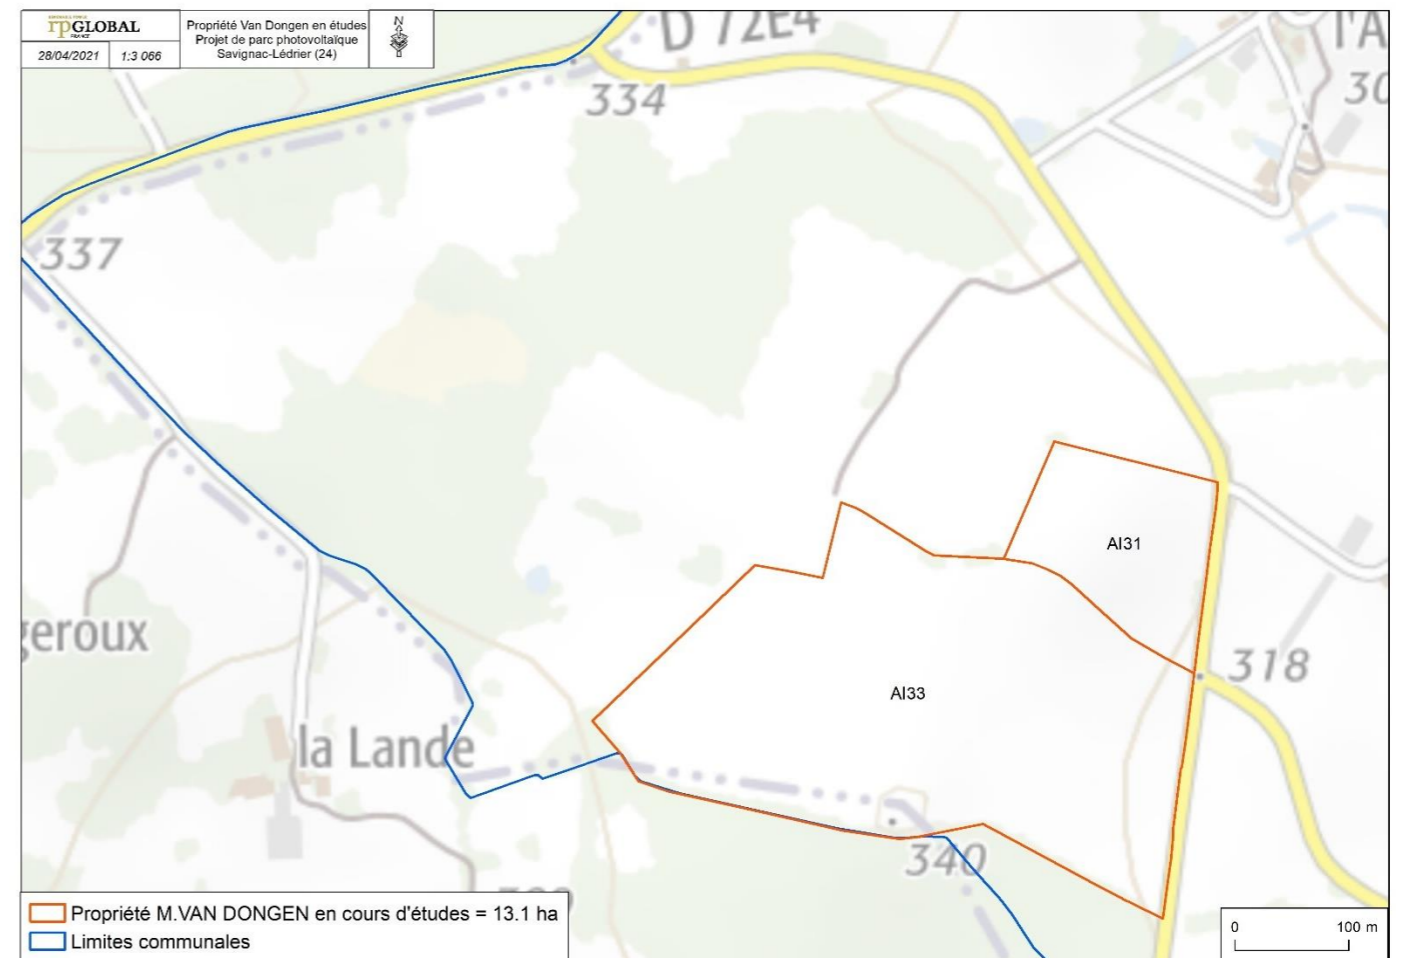 rpGLOBAL
FRANCE
28/04/2021
1:3 066
Propriété Van Dongen en études
Projet de parc photovoltaïque
Savignac-Lédrier (24)
N
D 72E4
l'A
30
334
337
AI31
geroux
318
AI33
la Lande
340
Propriété M.VAN DONGEN en cours d'études = 13.1 ha
Limites communales
0
100 m